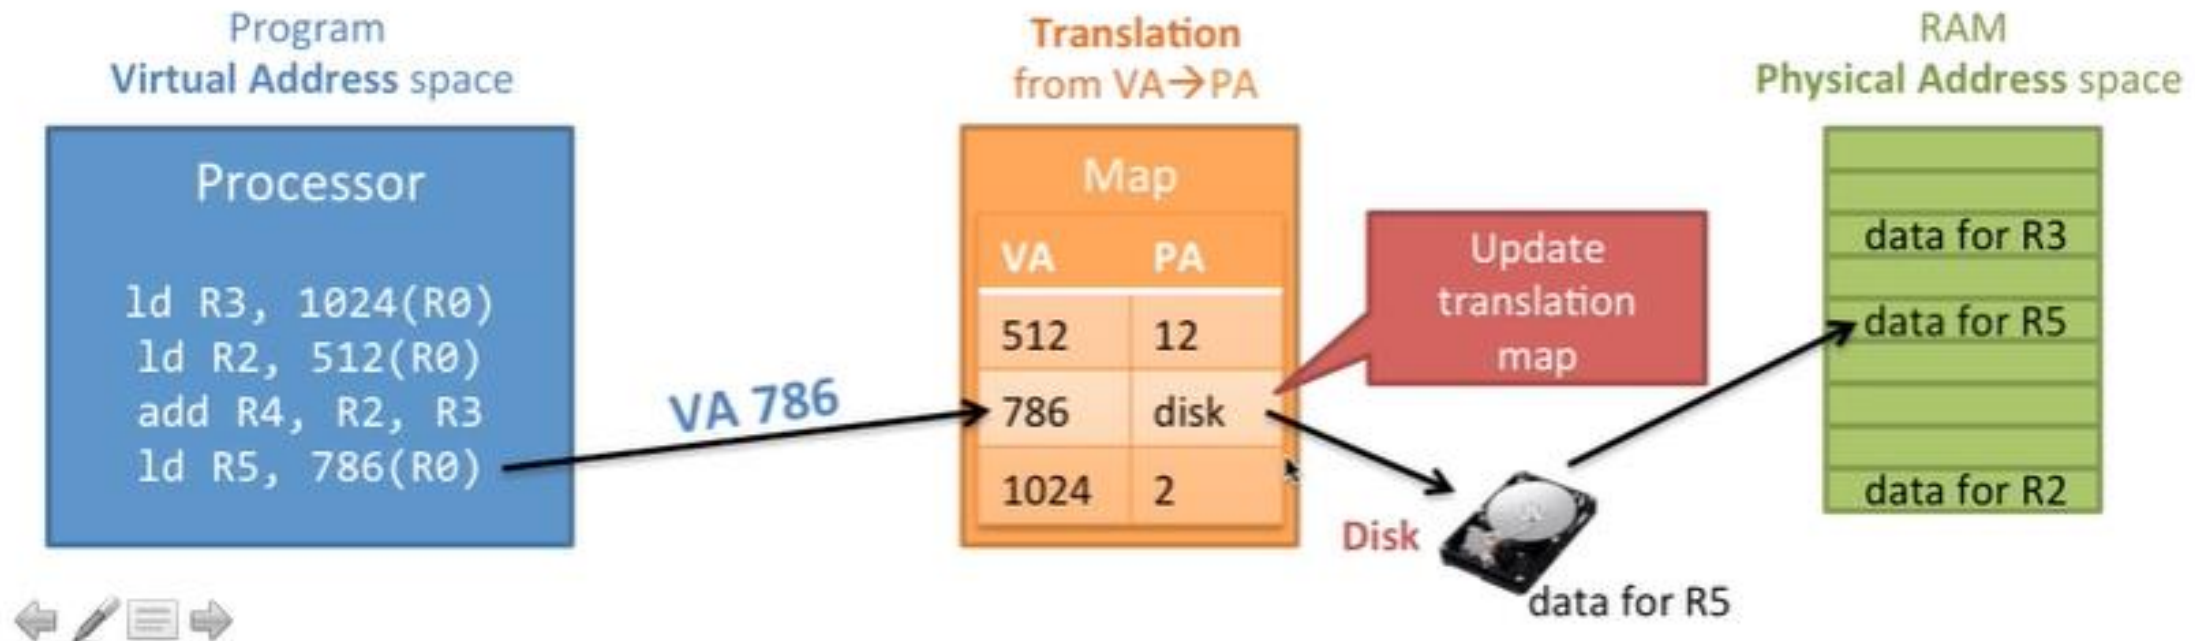 Program
Virtual Address space
Processor
ld R3, 1024(R0)
ld R2, 512(R0)
add R4, R2, R3
ld R5, 786(R0)
VA 786
Translation
from VA→PA
Map
VA PA
512 12
786 disk
1024 2
Update
translation
map
Disk
data for R5
RAM
Physical Address space
data for R3
data for R5
data for R2